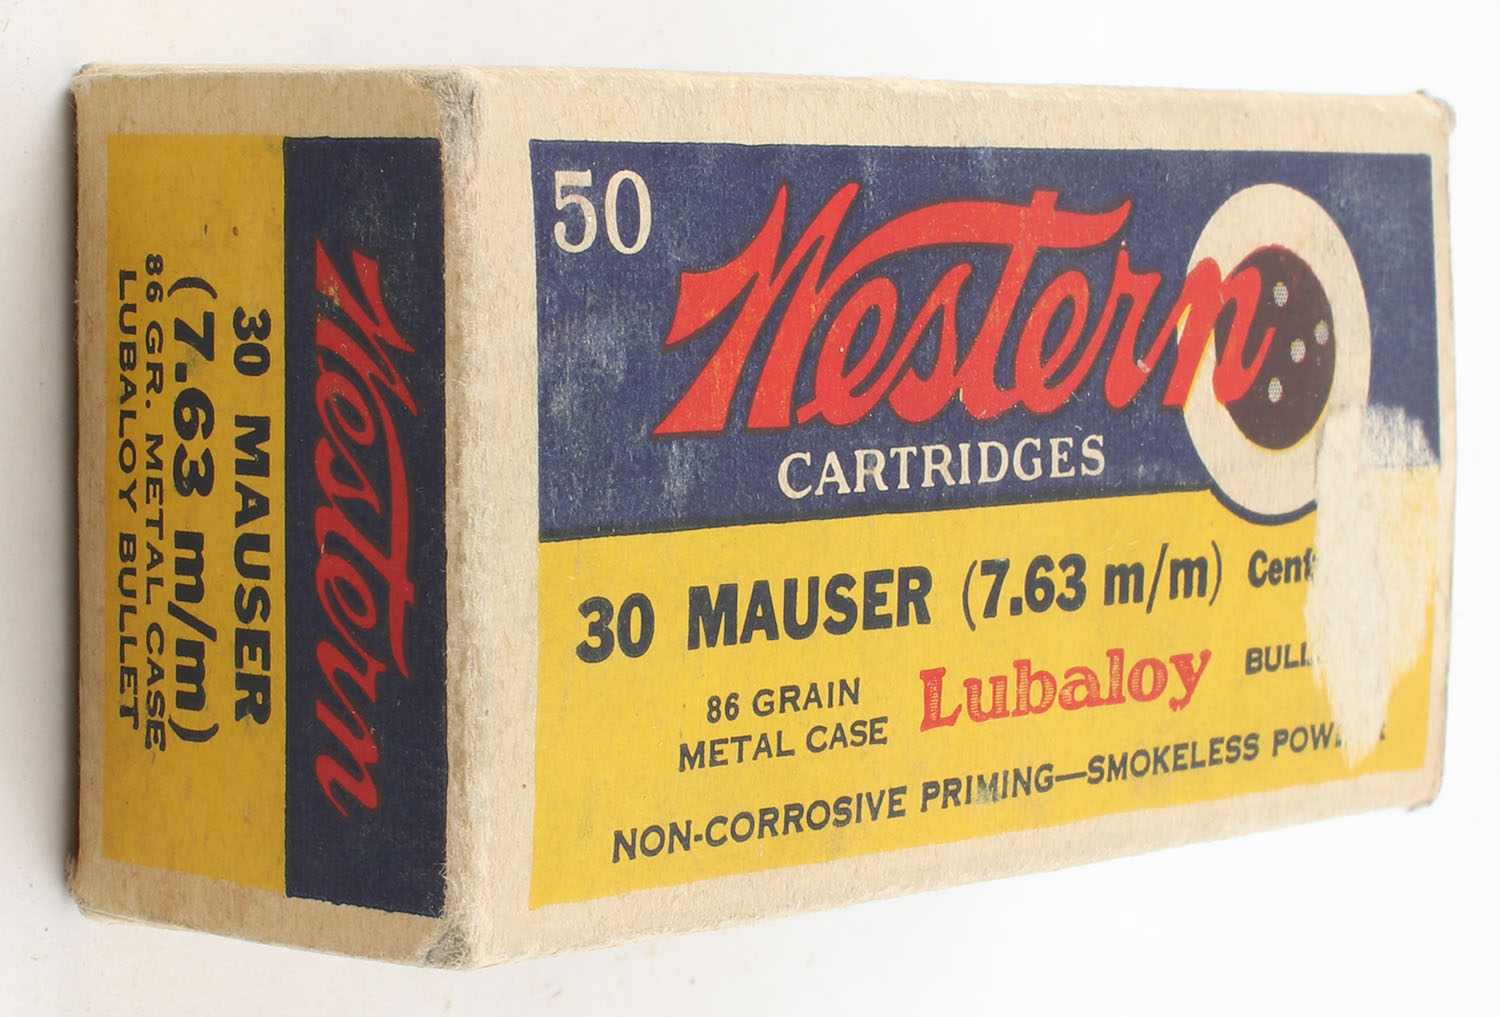 50
Western
CARTRIDGES
30 MAUSER (7.63 m/m)
86 GRAIN
METAL CASE
Lubaloy
NON-CORROSIVE PRIMING—SMOKELESS
Western
30 MAUSER
(7.63 m/m)
86 GR. METAL CASE
LUBALOY BULLET